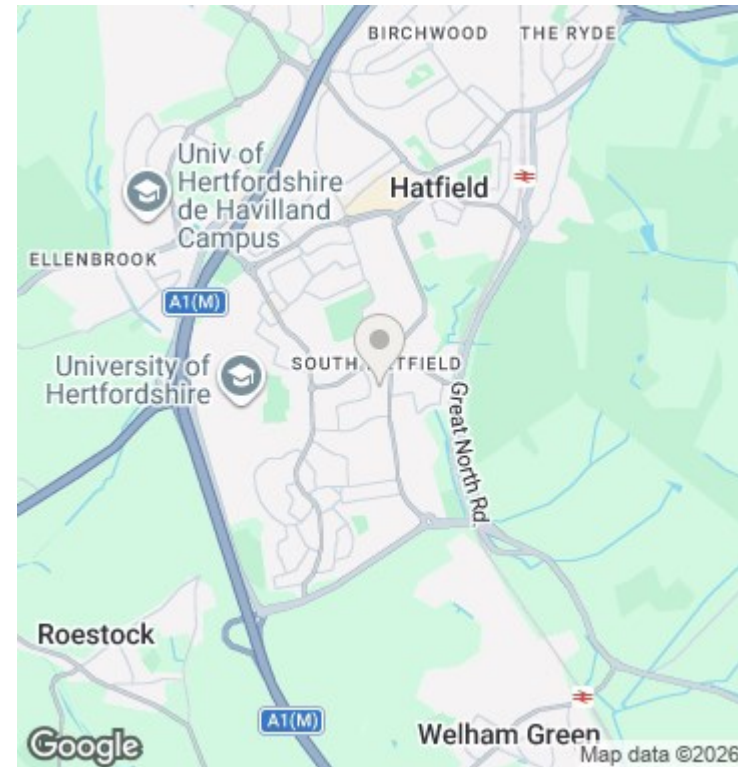 BIRCHWOOD
THE RYDE
Univ of
Hertfordshire
de Havilland
Campus
Hatfield
ELLENBROOK
A1(M)
SOUTH HATFIELD
University of
Hertfordshire
Great North Rd.
Roestock
A1(M)
Welham Green
Google
Map data ©2026